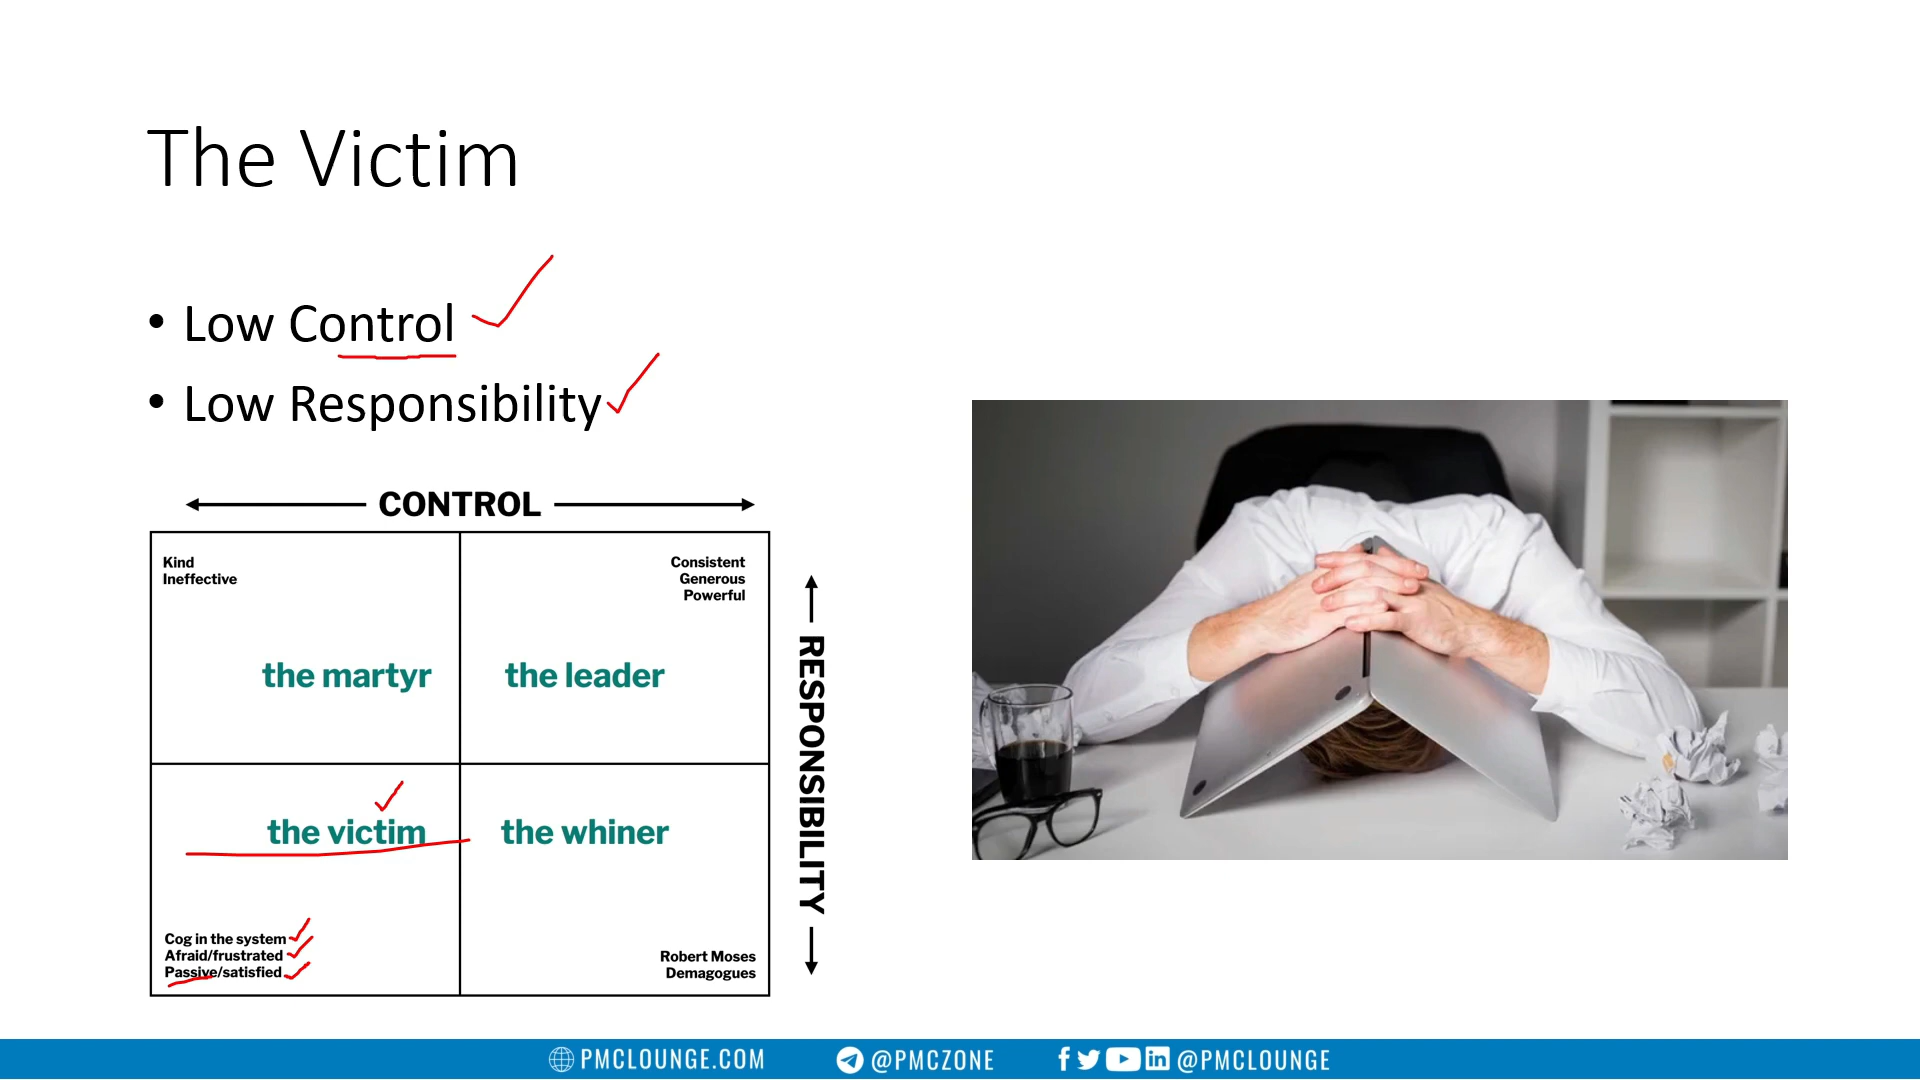 The Victim
• Low Control
• Low Responsibility
CONTROL
Kind
Ineffective
Consistent
Generous
Powerful
the martyr
the leader
the victim
the whiner
Cog in the system
Afraid/frustrated
Passive/satisfied
Robert Moses
Demagogues
RESPONSIBILITY
PMCLOUNGE.COM
@PMCZONE
@PMCLOUNGE